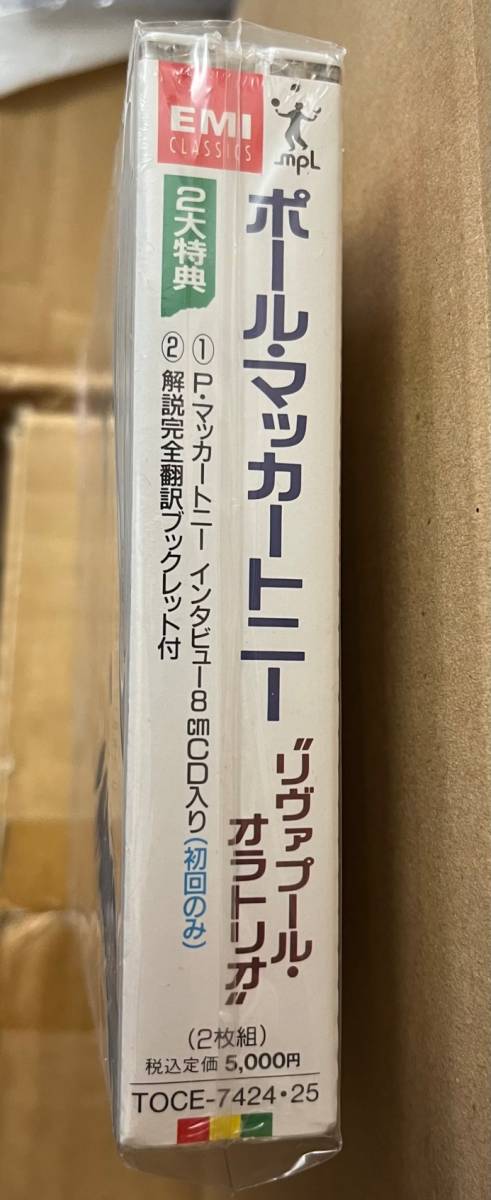 EMI
CLASSICS
mpL
ポール・マッカートニー
“リヴァプール・
オラトリオ”
2大特典
① P・マッカートニー インタビュー8㎝CD入り(初回のみ)
② 解説完全翻訳ブックレット付
(2枚組)
税込定価 5,000円
TOCE-7424・25